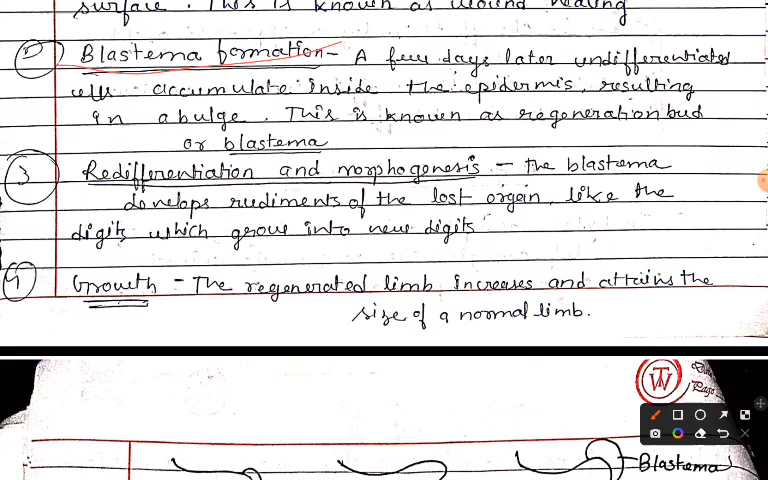 surface. This is known as wound healing
② Blastema formation - A few days later undifferentiated
cells accumulate inside the epidermis, resulting
in a bulge. This is known as regeneration bud
or blastema
③ Redifferentiation and morphogenesis - the blastema
develops rudiments of the lost organ, like the
digits which grow into new digits
④ Growth - The regenerated limb increases and attains the
size of a normal limb.
Page
Blastema